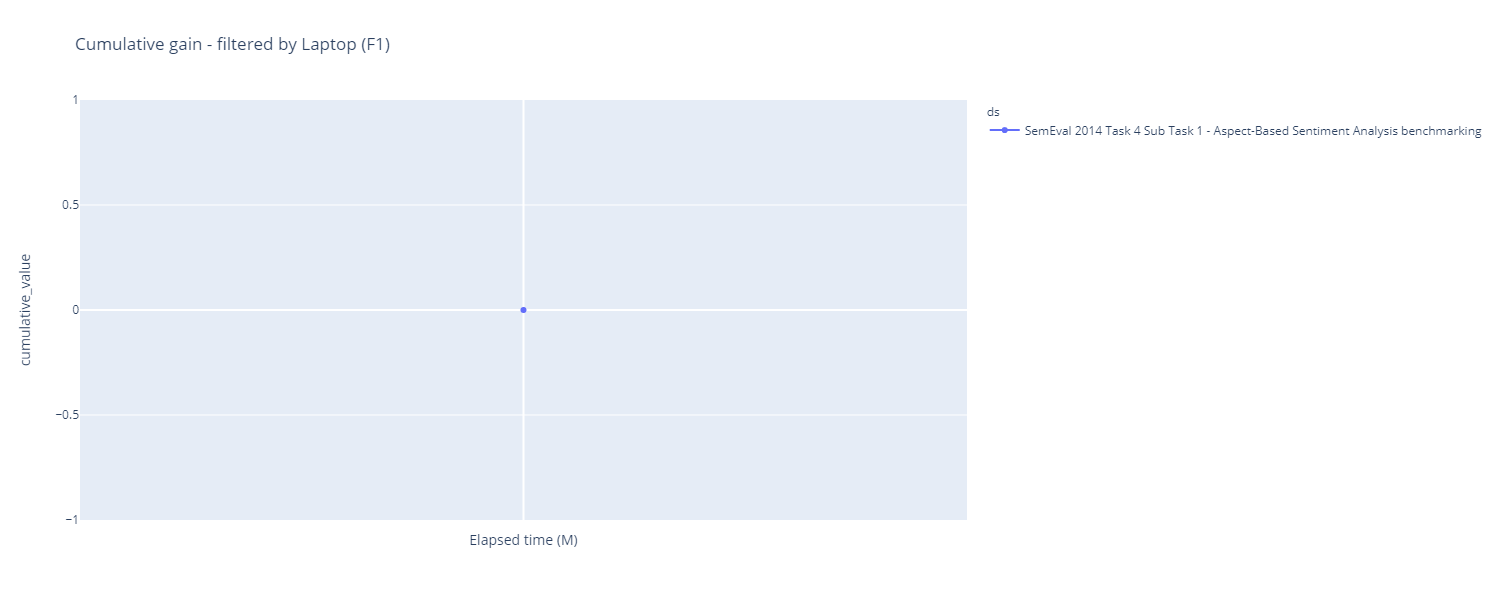 Cumulative gain - filtered by Laptop (F1)
1
0.5
0
−0.5
−1
cumulative_value
Elapsed time (M)
ds
SemEval 2014 Task 4 Sub Task 1 - Aspect-Based Sentiment Analysis benchmarking